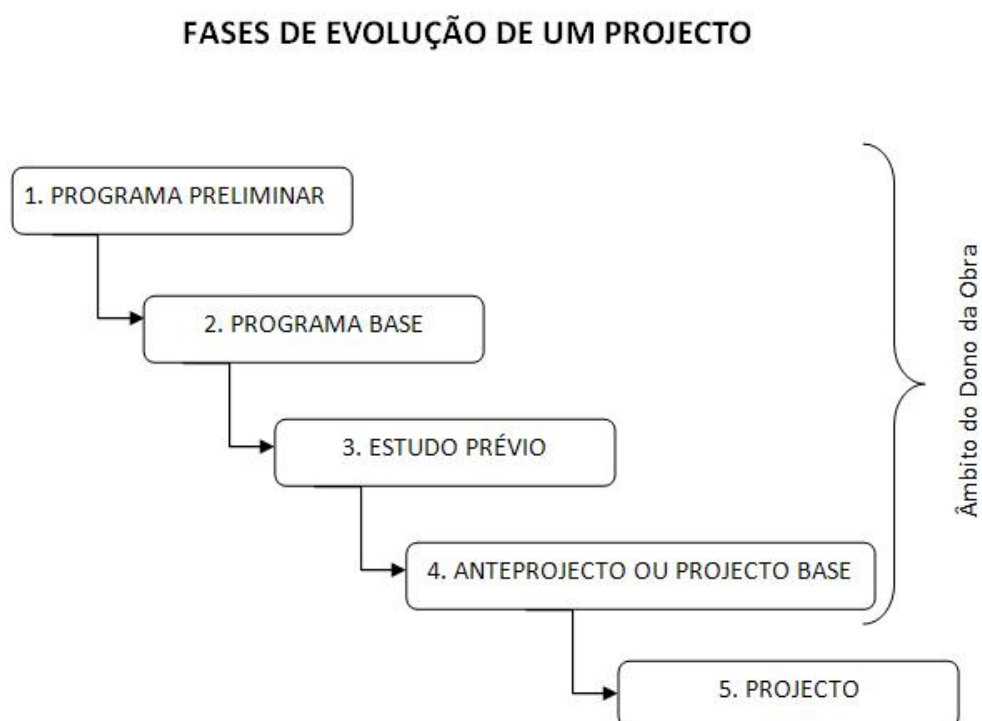 FASES DE EVOLUÇÃO DE UM PROJECTO
1. PROGRAMA PRELIMINAR
2. PROGRAMA BASE
3. ESTUDO PRÉVIO
4. ANTEPROJECTO OU PROJECTO BASE
5. PROJECTO
Âmbito do Dono da Obra